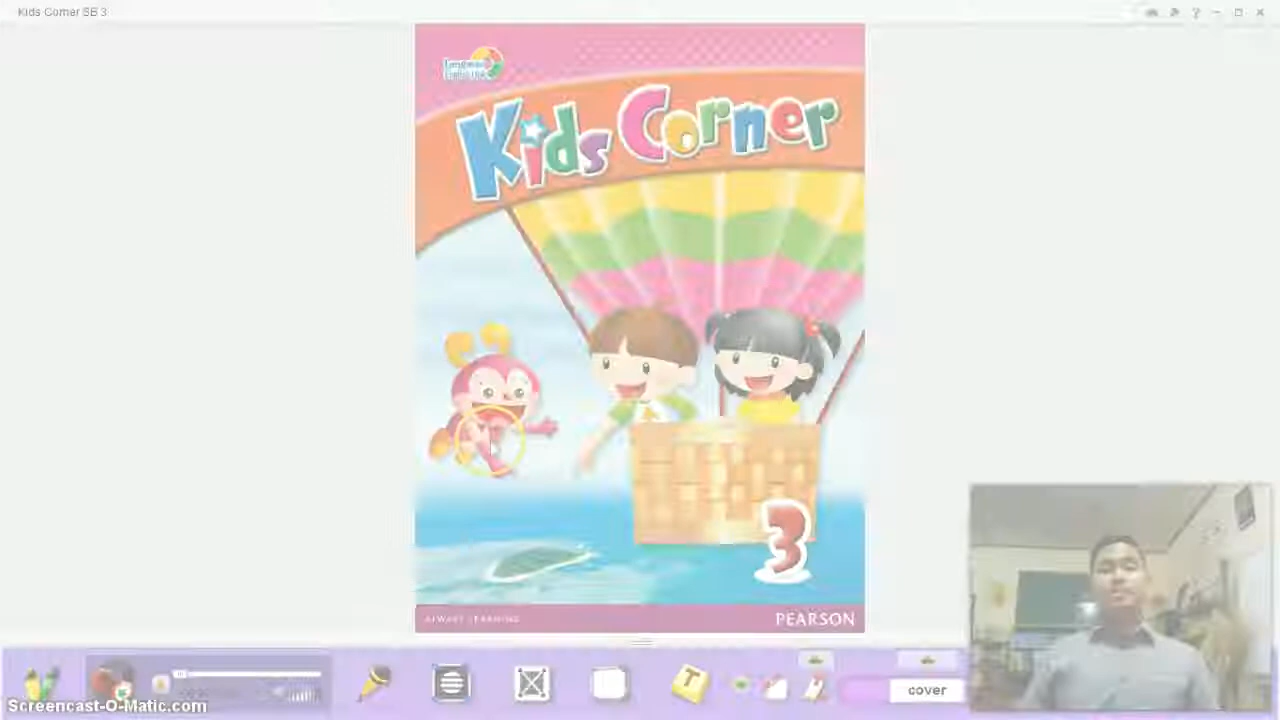 Kids Corner SB 3
Kids Corner
3
ALWAYS LEARNING
PEARSON
T
cover
Screencast-O-Matic.com